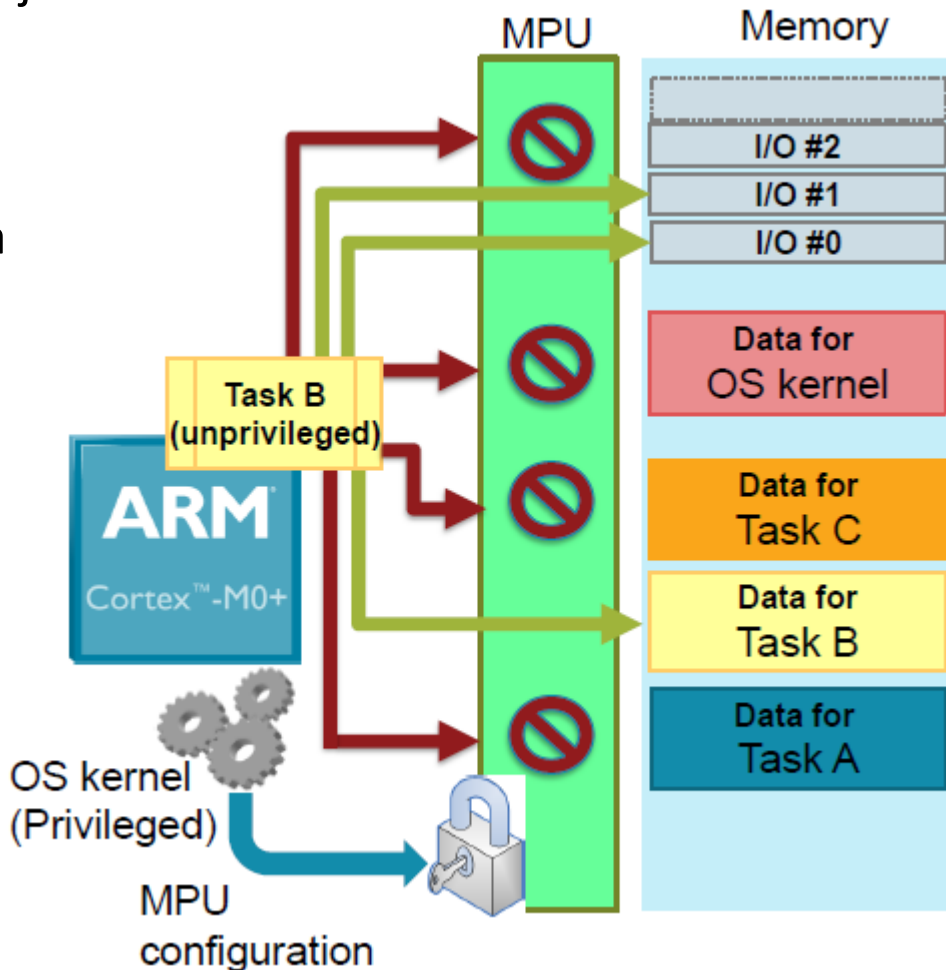 y
MPU
Memory
I/O #2
I/O #1
n
I/O #0
Data for
OS kernel
Task B
(unprivileged)
ARM
Cortex™-M0+
Data for
Task C
Data for
Task B
Data for
Task A
OS kernel
(Privileged)
MPU
configuration